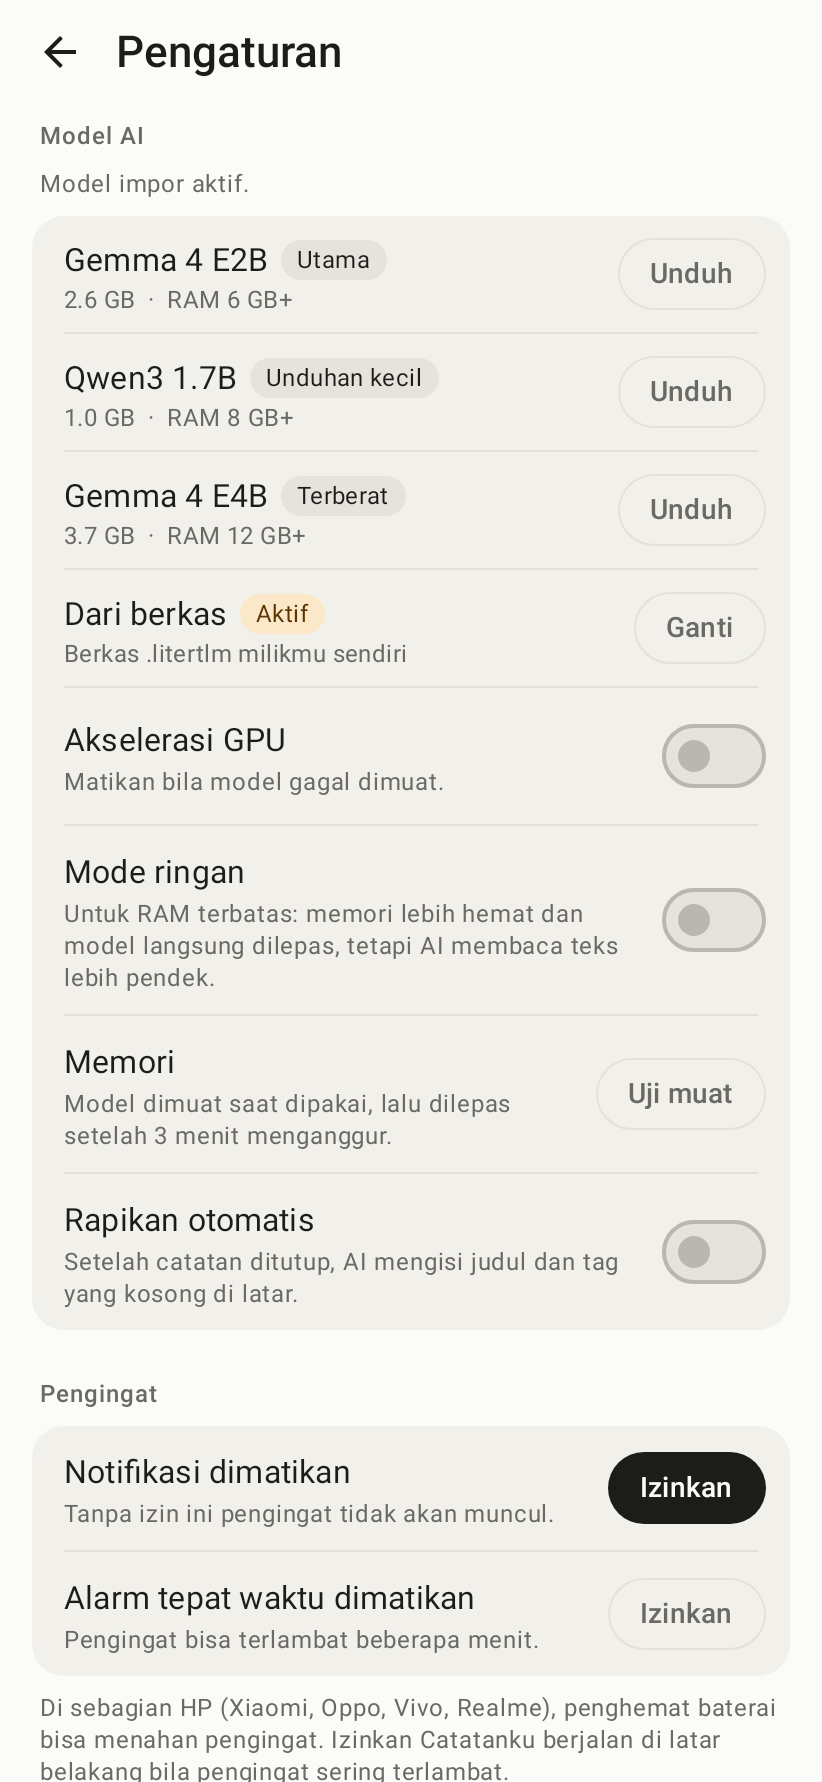 Pengaturan
Model AI
Model impor aktif.
Gemma 4 E2B Utama
2.6 GB · RAM 6 GB+
Unduh
Qwen3 1.7B Unduhan kecil
1.0 GB · RAM 8 GB+
Unduh
Gemma 4 E4B Terberat
3.7 GB · RAM 12 GB+
Unduh
Dari berkas Aktif
Berkas .litertlm milikmu sendiri
Ganti
Akselerasi GPU
Matikan bila model gagal dimuat.
Mode ringan
Untuk RAM terbatas: memori lebih hemat dan
model langsung dilepas, tetapi AI membaca teks
lebih pendek.
Memori
Model dimuat saat dipakai, lalu dilepas
setelah 3 menit menganggur.
Uji muat
Rapikan otomatis
Setelah catatan ditutup, AI mengisi judul dan tag
yang kosong di latar.
Pengingat
Notifikasi dimatikan
Tanpa izin ini pengingat tidak akan muncul.
Izinkan
Alarm tepat waktu dimatikan
Pengingat bisa terlambat beberapa menit.
Izinkan
Di sebagian HP (Xiaomi, Oppo, Vivo, Realme), penghemat baterai
bisa menahan pengingat. Izinkan Catatanku berjalan di latar
belakang bila pengingat sering terlambat.